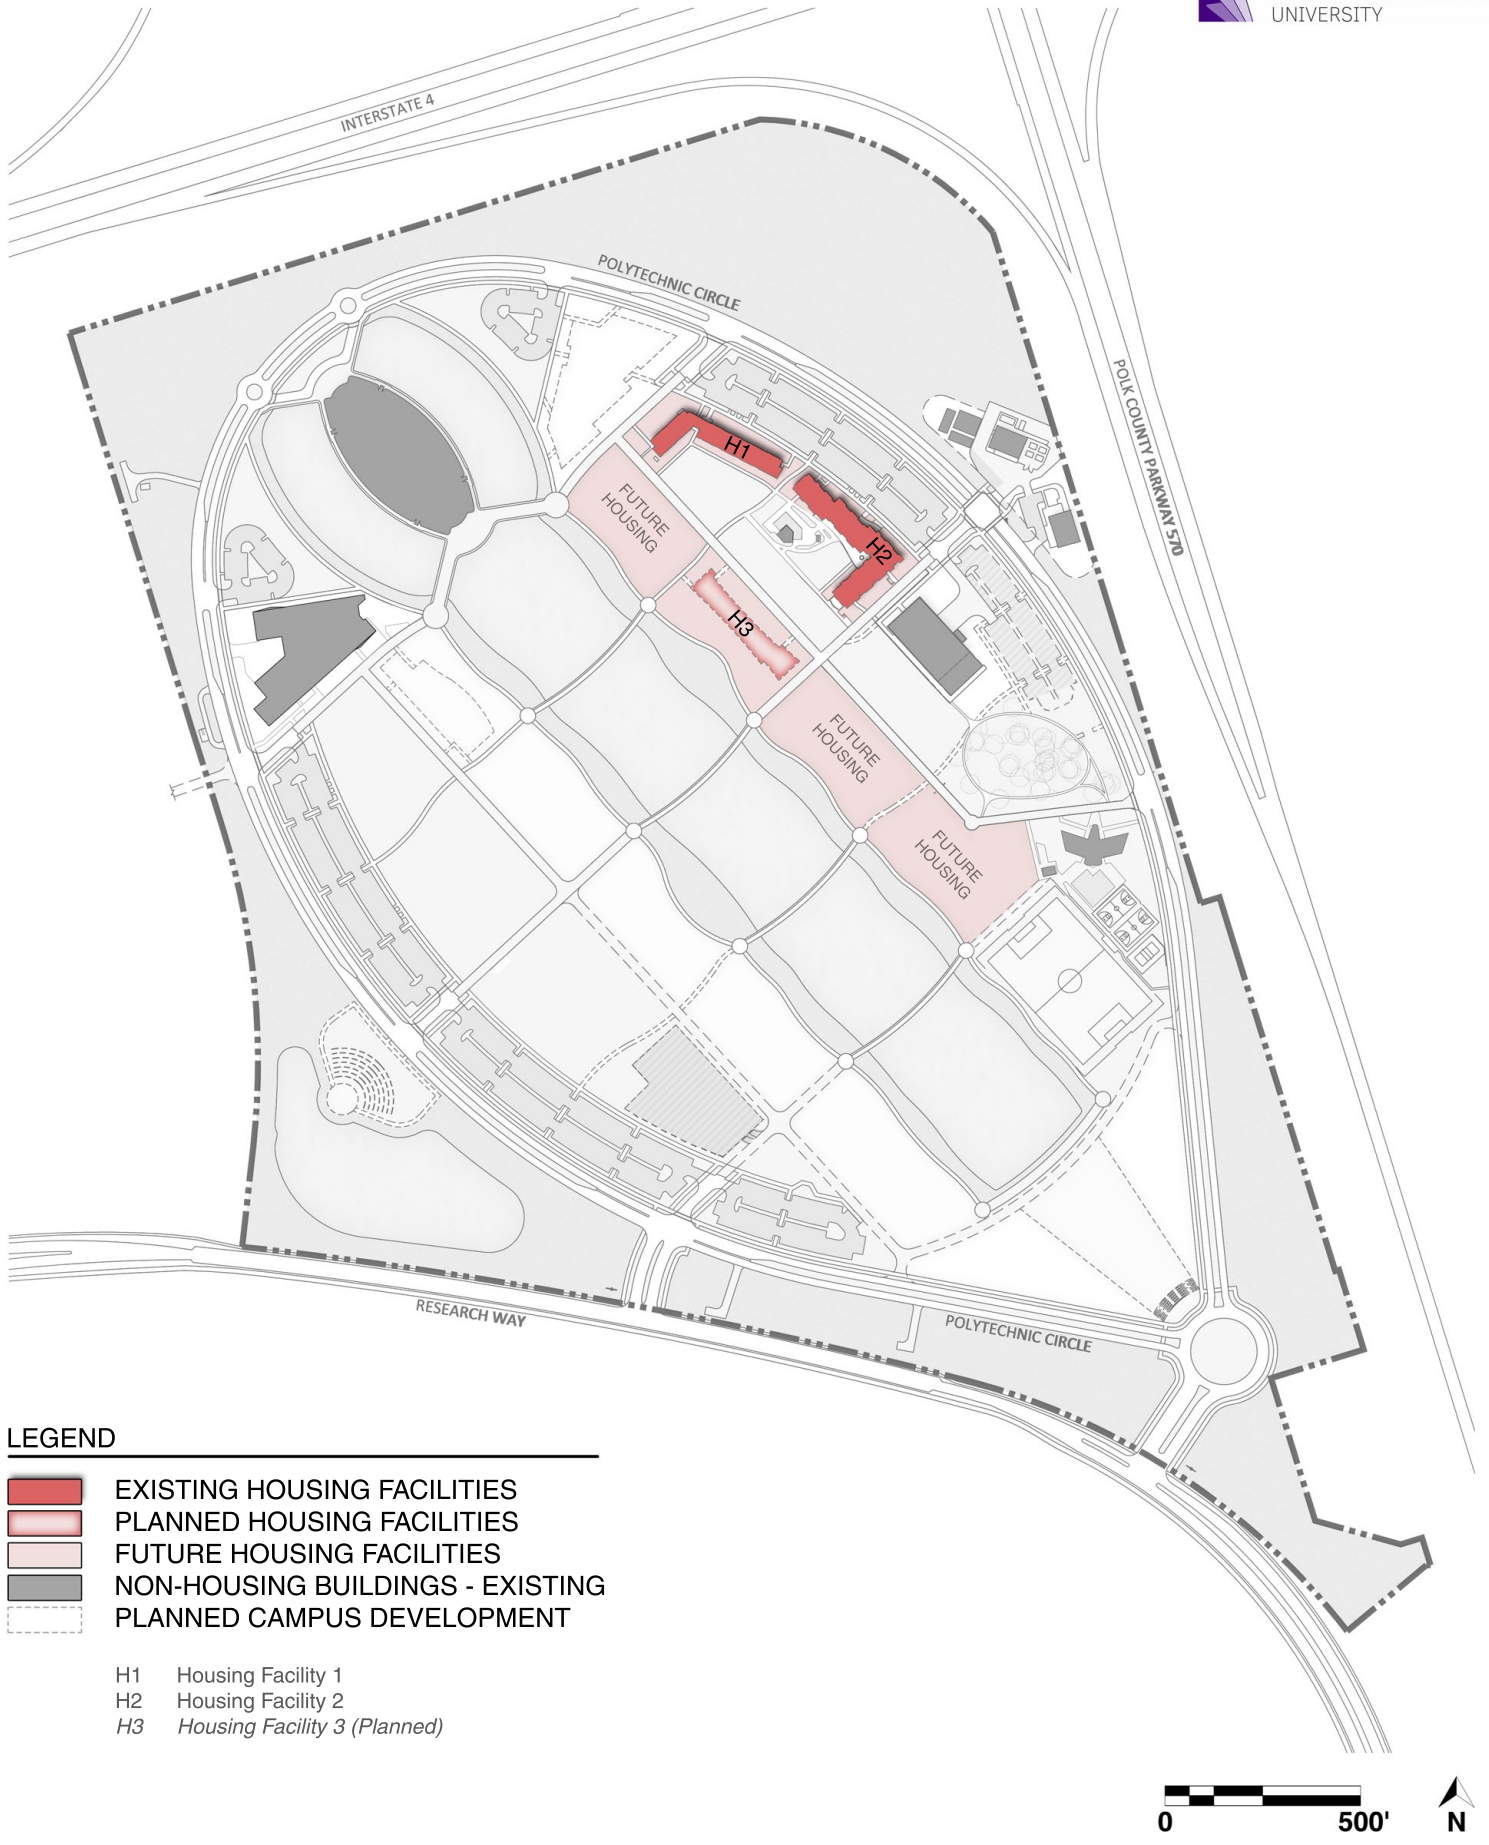 UNIVERSITY
INTERSTATE 4
POLYTECHNIC CIRCLE
POLK COUNTY PARKWAY 570
H1
FUTURE
HOUSING
H2
H3
FUTURE
HOUSING
FUTURE
HOUSING
RESEARCH WAY
POLYTECHNIC CIRCLE
LEGEND
EXISTING HOUSING FACILITIES
PLANNED HOUSING FACILITIES
FUTURE HOUSING FACILITIES
NON-HOUSING BUILDINGS - EXISTING
PLANNED CAMPUS DEVELOPMENT
H1 Housing Facility 1
H2 Housing Facility 2
H3 Housing Facility 3 (Planned)
0 500' N